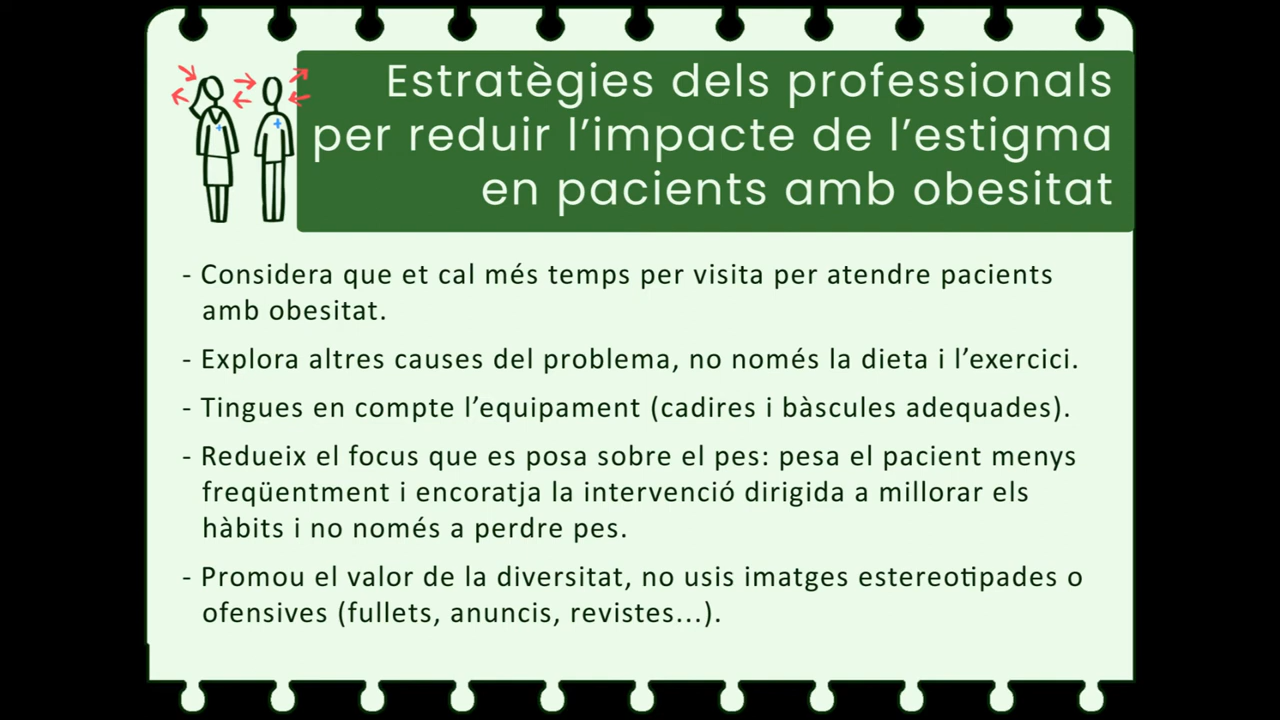 Estratègies dels professionals
per reduir l’impacte de l’estigma
en pacients amb obesitat
- Considera que et cal més temps per visita per atendre pacients
amb obesitat.
- Explora altres causes del problema, no només la dieta i l’exercici.
- Tingues en compte l’equipament (cadires i bàscules adequades).
- Redueix el focus que es posa sobre el pes: pesa el pacient menys
freqüentment i encoratja la intervenció dirigida a millorar els
hàbits i no només a perdre pes.
- Promou el valor de la diversitat, no usis imatges estereotipades o
ofensives (fullets, anuncis, revistes...).